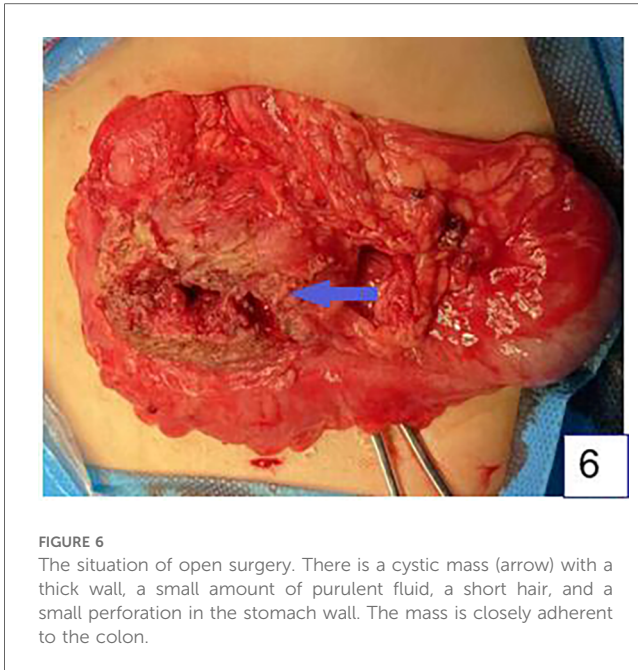 6
FIGURE 6
The situation of open surgery. There is a cystic mass (arrow) with a
thick wall, a small amount of purulent fluid, a short hair, and a
small perforation in the stomach wall. The mass is closely adherent
to the colon.